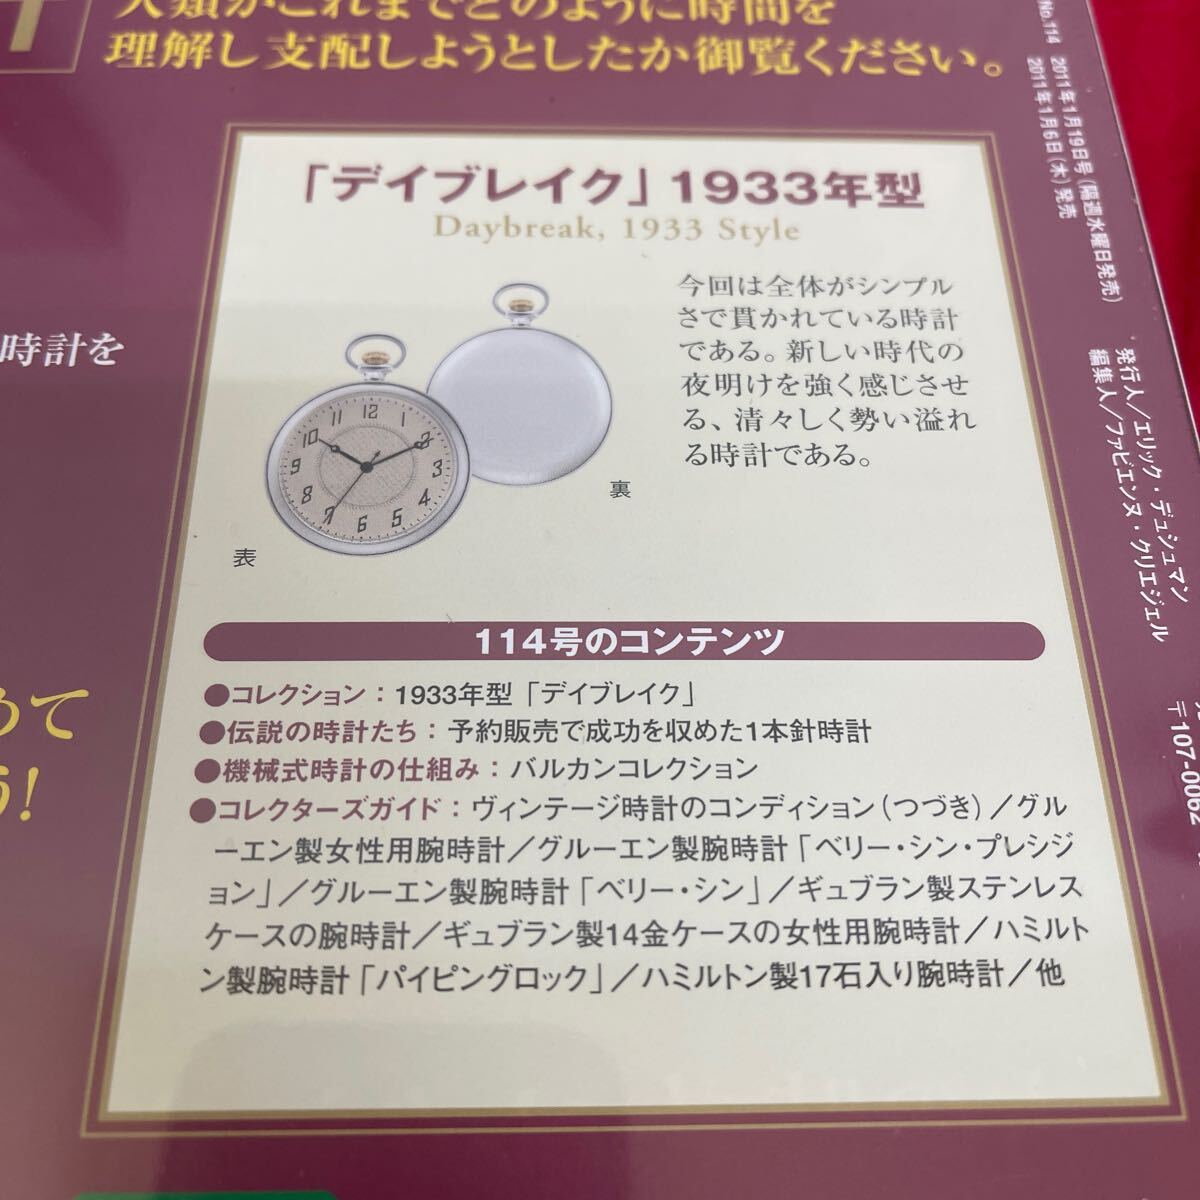 人類がこれまでどのように時間を
理解し支配しようとしたか御覧ください。
時計を
めて
う!
「デイブレイク」1933年型
Daybreak, 1933 Style
今回は全体がシンプル
さで貫かれている時計
である。新しい時代の
夜明けを強く感じさせ
る、清々しく勢い溢れ
る時計である。
12
10
2
9
3
8
4
7
6
5
表
裏
114号のコンテンツ
●コレクション：1933年型「デイブレイク」
●伝説の時計たち：予約販売で成功を収めた1本針時計
●機械式時計の仕組み：バルカンコレクション
●コレクターズガイド：ヴィンテージ時計のコンディション（つづき）／グル
ーエン製女性用腕時計／グルーエン製腕時計「ベリー・シン・プレシジ
ョン」／グルーエン製腕時計「ベリー・シン」／ギュブラン製ステンレス
ケースの腕時計／ギュブラン製14金ケースの女性用腕時計／ハミルト
ン製腕時計「パイピングロック」／ハミルトン製17石入り腕時計／他
No.114 2011年1月19日号（隔週水曜日発売）
2011年1月6日（木）発売
発行人／エリック・デュシュマン
編集人／ファビエンヌ・クリエジェル
〒107-0062